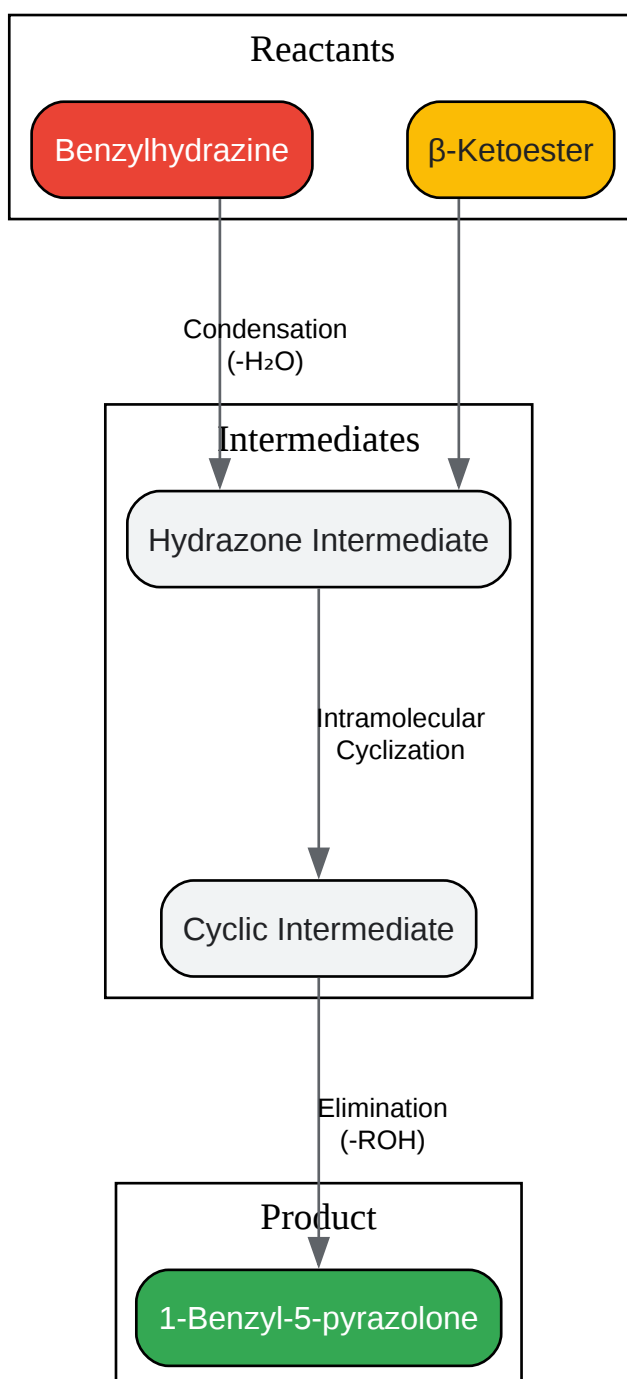 Reactants
Benzylhydrazine
β-Ketoester
Condensation
(-H₂O)
Intermediates
Hydrazone Intermediate
Intramolecular
Cyclization
Cyclic Intermediate
Elimination
(-ROH)
Product
1-Benzyl-5-pyrazolone